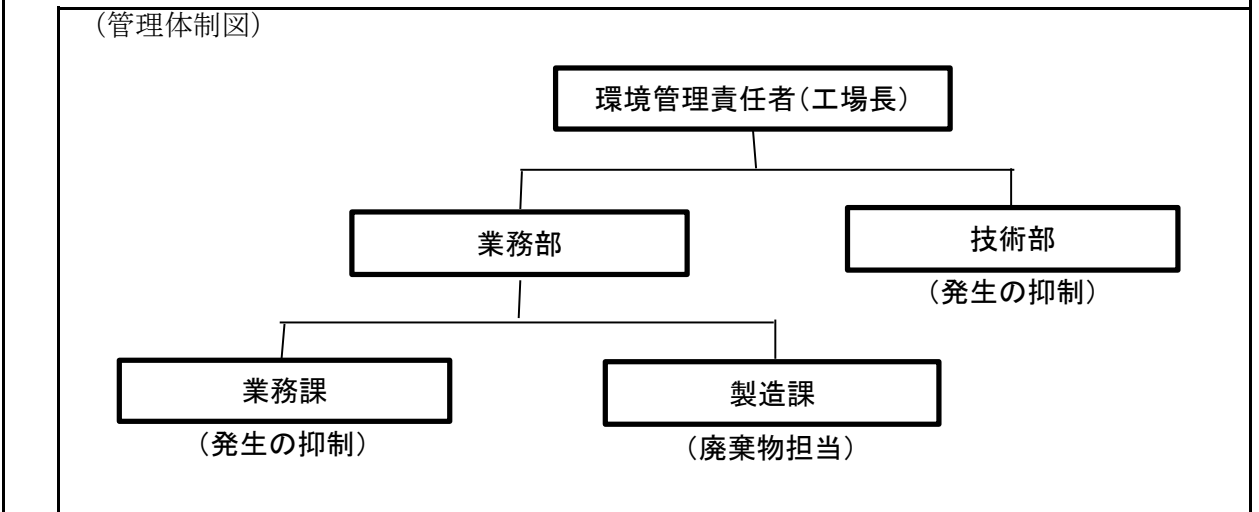 （管理体制図）
環境管理責任者（工場長）
業務部
技術部
（発生の抑制）
業務課
製造課
（発生の抑制）
（廃棄物担当）